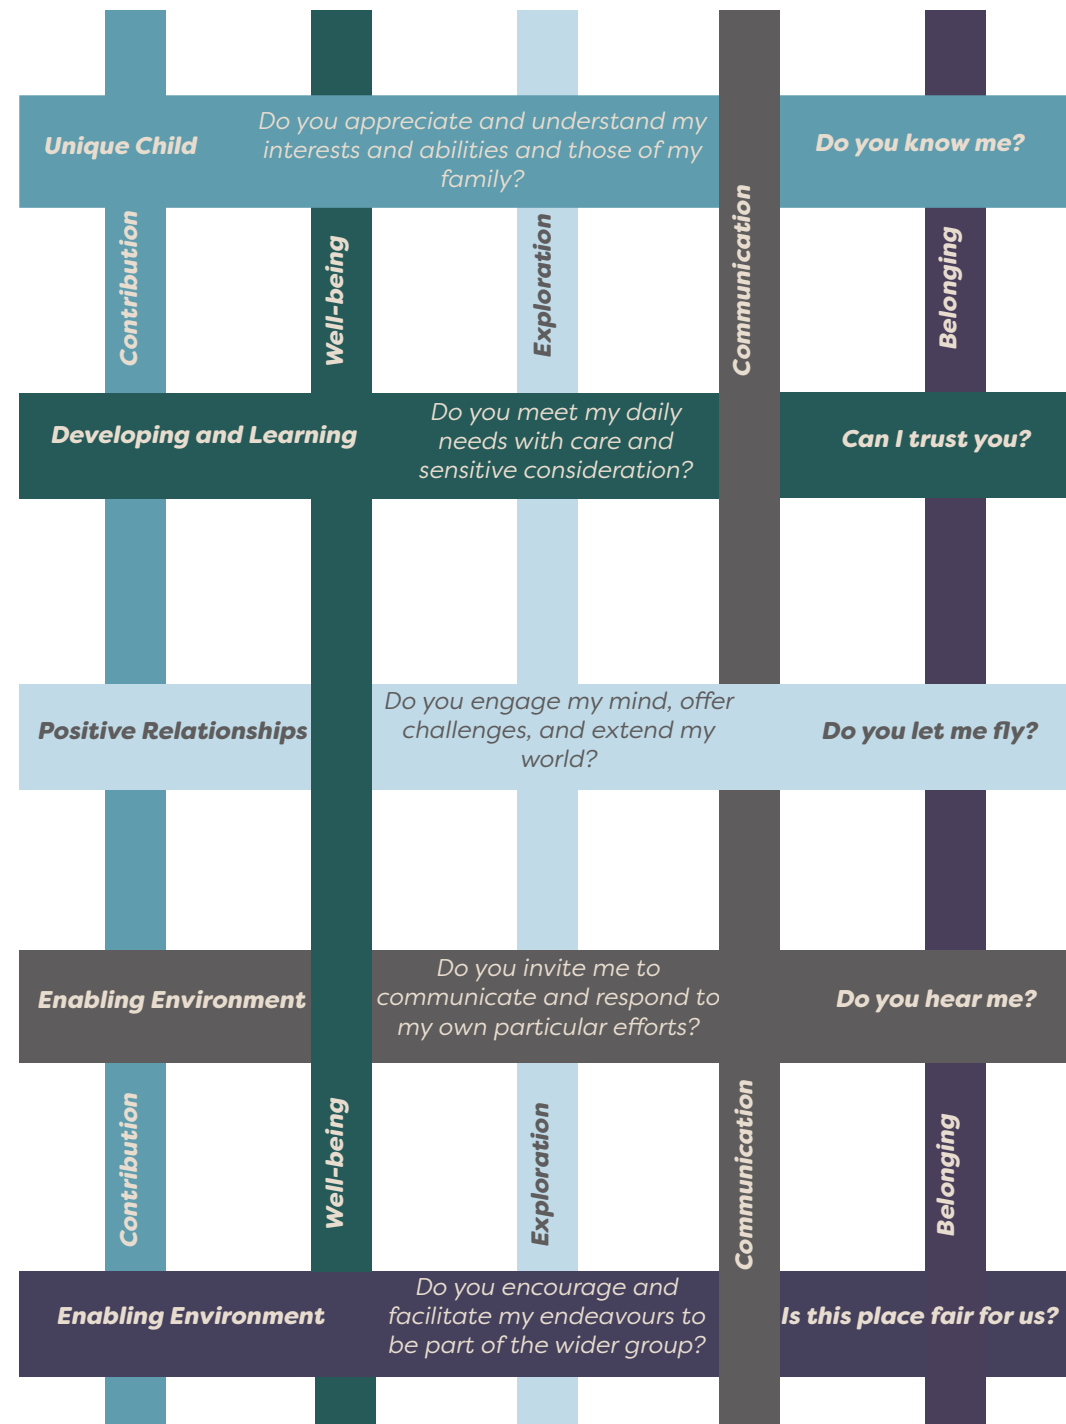 Unique Child
Do you appreciate and understand my
interests and abilities and those of my
family?
Do you know me?
Contribution
Well-being
Exploration
Communication
Belonging
Developing and Learning
Do you meet my daily
needs with care and
sensitive consideration?
Can I trust you?
Positive Relationships
Do you engage my mind, offer
challenges, and extend my
world?
Do you let me fly?
Enabling Environment
Do you invite me to
communicate and respond to
my own particular efforts?
Do you hear me?
Contribution
Well-being
Exploration
Communication
Belonging
Enabling Environment
Do you encourage and
facilitate my endeavours to
be part of the wider group?
Is this place fair for us?